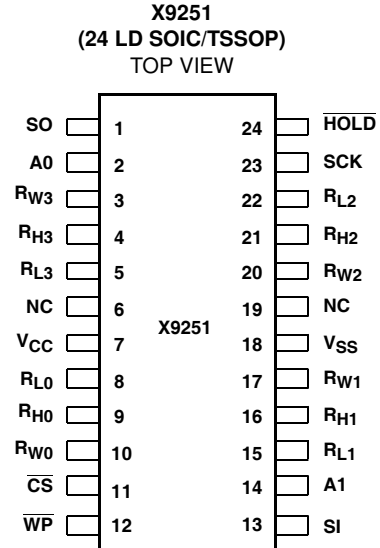 X9251
(24 LD SOIC/TSSOP)
TOP VIEW
SO 1 24 HOLD
A0 2 23 SCK
RW3 3 22 RL2
RH3 4 21 RH2
RL3 5 20 RW2
NC 6 19 NC
X9251
VCC 7 18 VSS
RL0 8 17 RW1
RH0 9 16 RH1
RW0 10 15 RL1
CS 11 14 A1
WP 12 13 SI